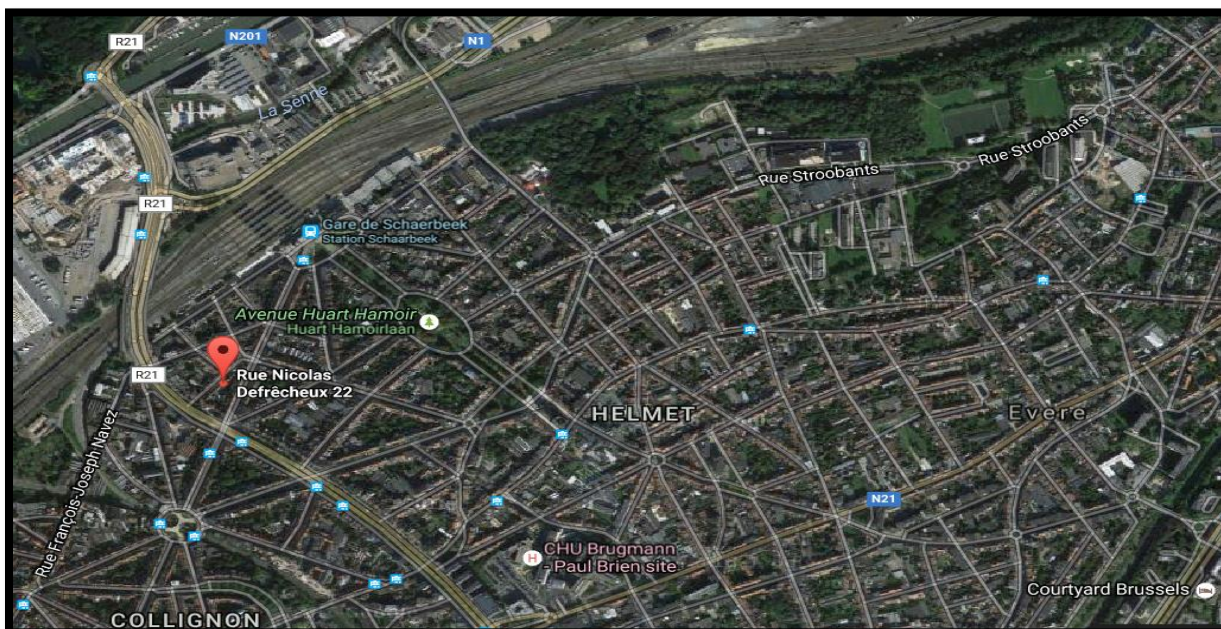 R21
N201
N1
La Senne
Rue Stroobants
Rue Stroobants
R21
Gare de Schaerbeek
Station Schaarbeek
Avenue Huart Hamoir
Huart Hamoirlaan
R21
Rue Nicolas
Defrêcheux 22
HELMET
Evere
Rue François-Joseph Navez
N21
CHU Brugmann
- Paul Brien site
Courtyard Brussels
COLLIGNON